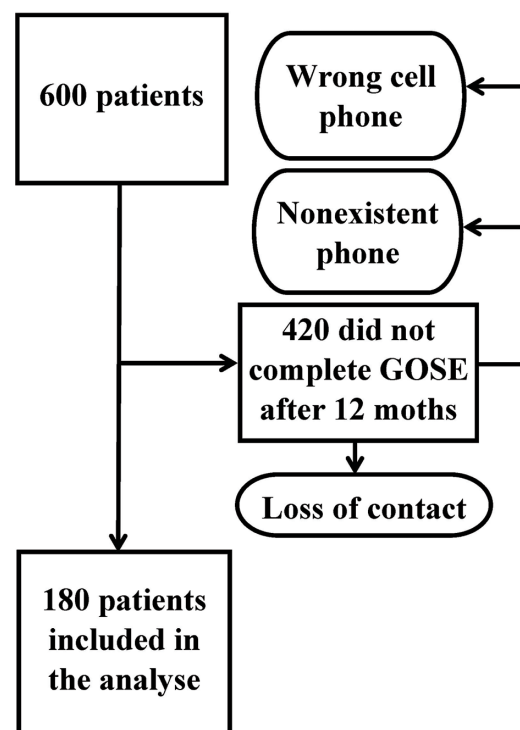 600 patients
Wrong cell
phone
Nonexistent
phone
420 did not
complete GOSE
after 12 moths
Loss of contact
180 patients
included in
the analyse